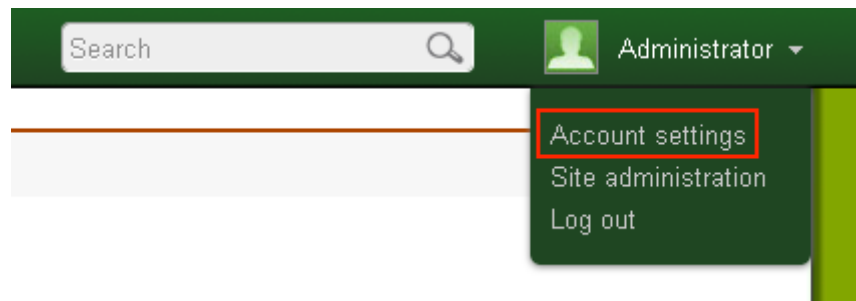 Search
Administrator
Account settings
Site administration
Log out